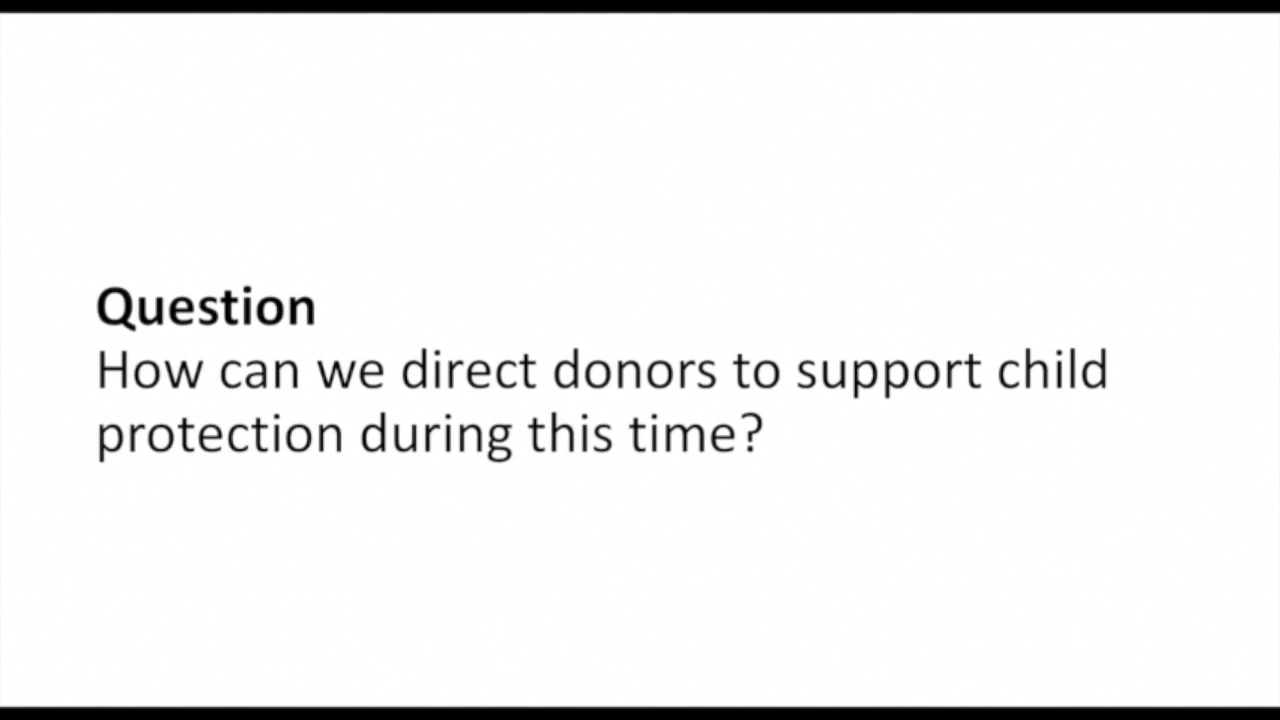 Question
How can we direct donors to support child
protection during this time?